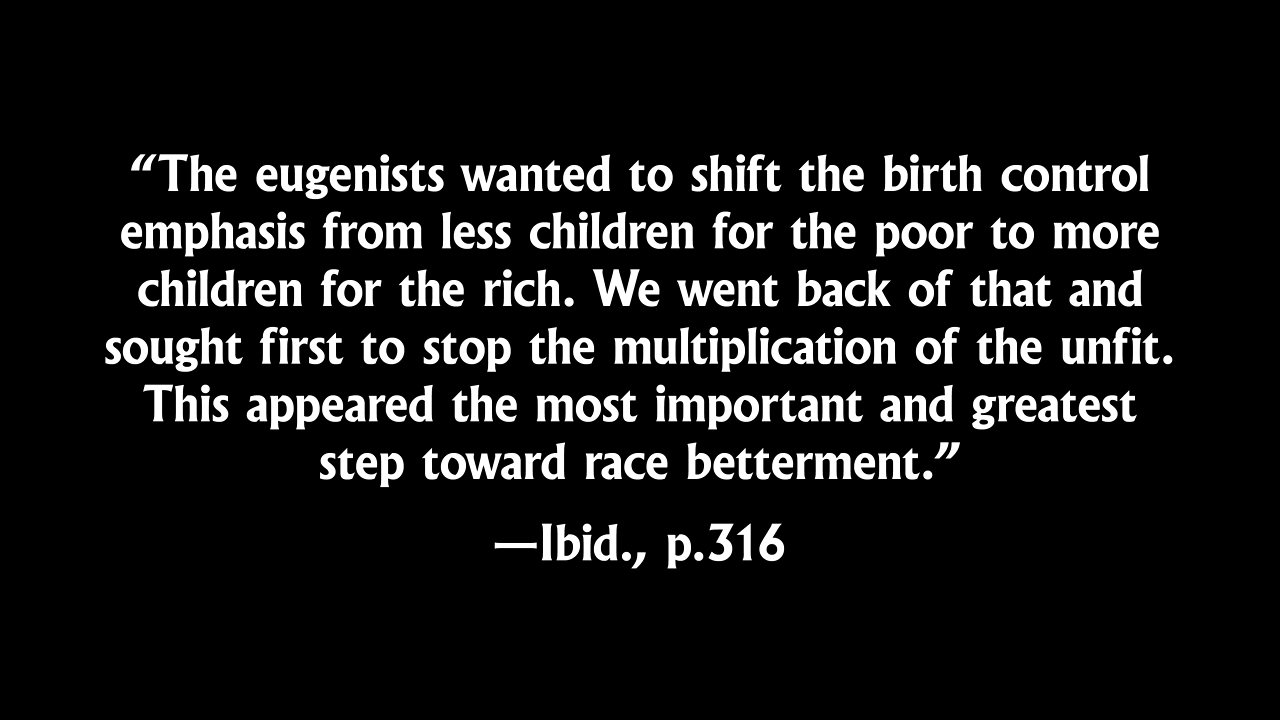 “The eugenists wanted to shift the birth control
emphasis from less children for the poor to more
children for the rich. We went back of that and
sought first to stop the multiplication of the unfit.
This appeared the most important and greatest
step toward race betterment.”
—Ibid., p.316